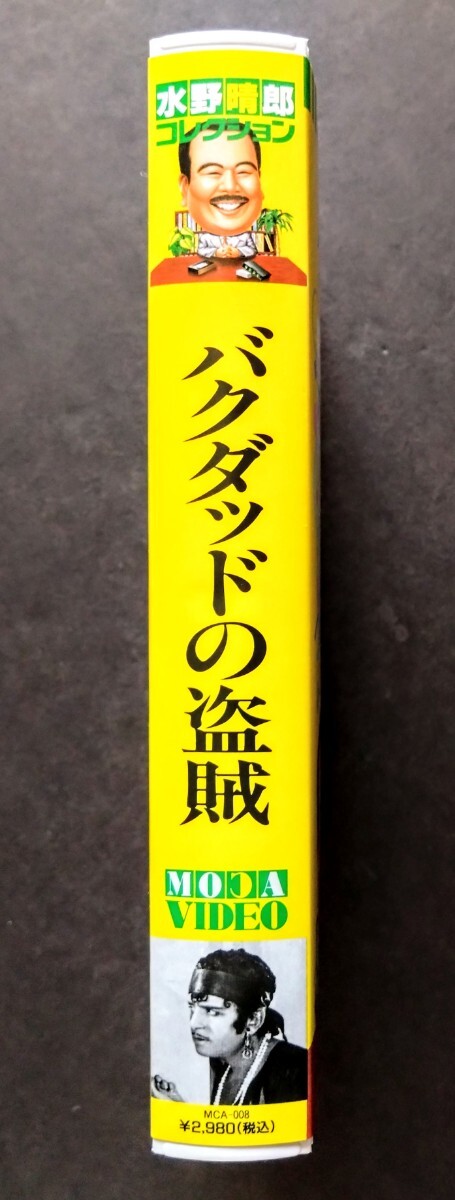 水野晴郎
コレクション
バクダッドの盗賊
MOCA
VIDEO
MCA-008
¥2,980(税込)